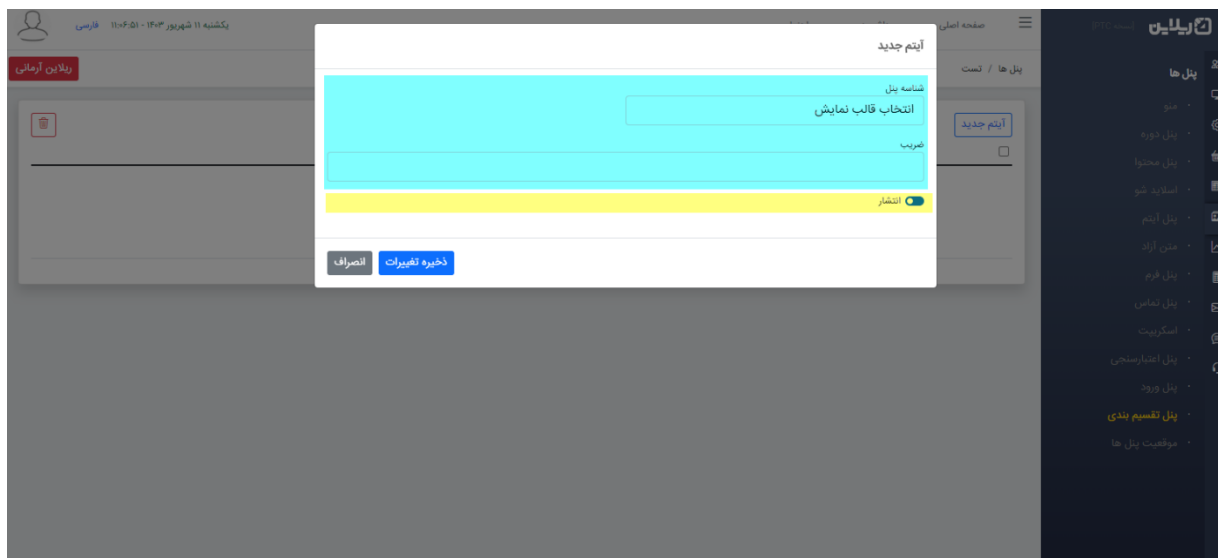 ریلاین
صفحه اصلی
یکشنبه ۱۱ شهریور ۱۴۰۳ - ۱۱:۰۶:۵۱
فارسی
پنل ها
پنل ها / تست
ریلاین آرمانی
آیتم جدید
شناسه پنل
انتخاب قالب نمایش
ضریب
انتشار
ذخیره تغییرات
انصراف
آیتم جدید
منو
پنل دوره
پنل محتوا
اسلاید شو
پنل آیتم
متن آزاد
پنل فرم
پنل تماس
اسکریپت
پنل اعتبارسنجی
پنل ورود
پنل تقسیم بندی
موقعیت پنل ها